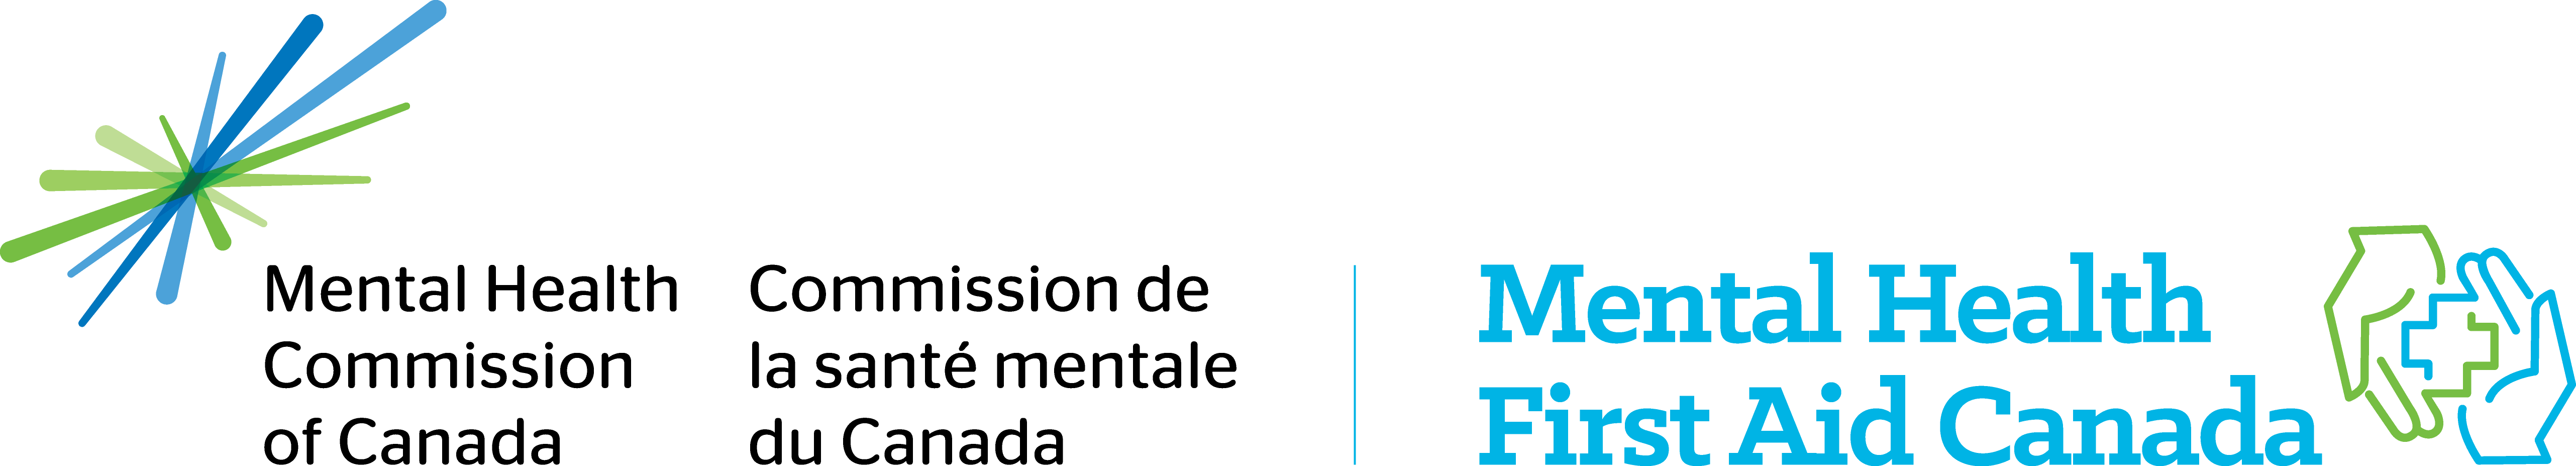 Mental Health
Commission
of Canada
Commission de
la santé mentale
du Canada
Mental Health
First Aid Canada